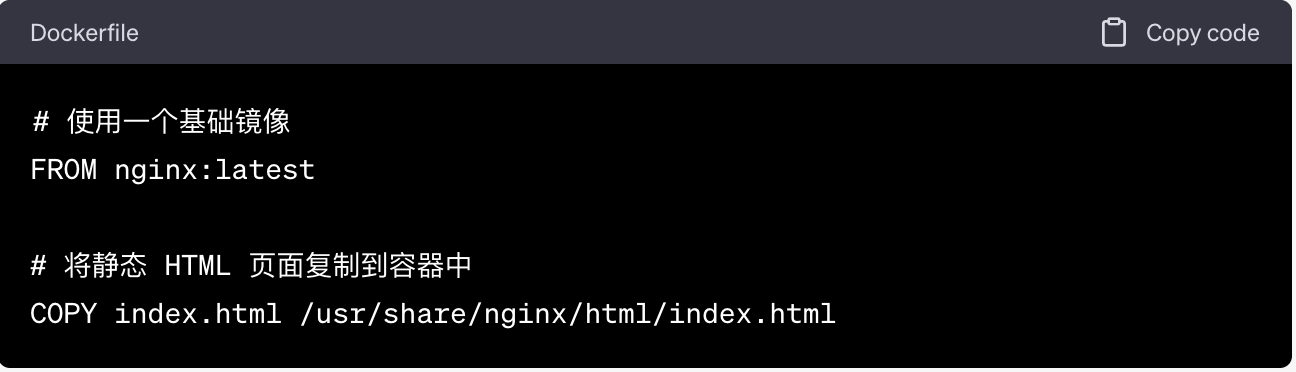 Dockerfile
Copy code
# 使用一个基础镜像
FROM nginx:latest
# 将静态 HTML 页面复制到容器中
COPY index.html /usr/share/nginx/html/index.html